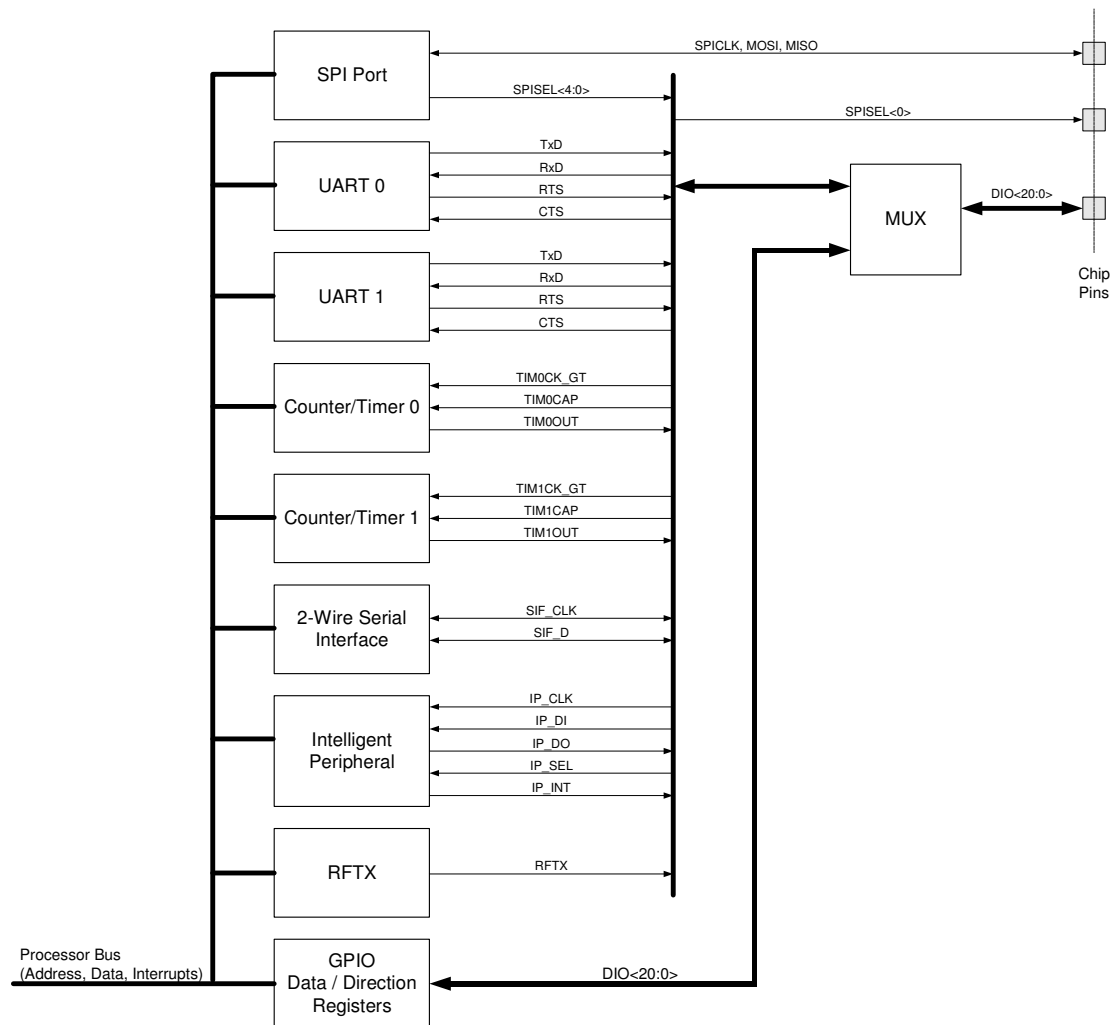 SPICLK, MOSI, MISO
SPI Port
SPISEL<4:0>
SPISEL<0>
TxD
RxD
UART 0
RTS
CTS
MUX
DIO<20:0>
Chip
Pins
TxD
RxD
UART 1
RTS
CTS
TIM0CK_GT
Counter/Timer 0
TIM0CAP
TIM0OUT
TIM1CK_GT
Counter/Timer 1
TIM1CAP
TIM1OUT
2-Wire Serial
Interface
SIF_CLK
SIF_D
IP_CLK
IP_DI
Intelligent
Peripheral
IP_DO
IP_SEL
IP_INT
RFTX
RFTX
Processor Bus
(Address, Data, Interrupts)
GPIO
Data / Direction
Registers
DIO<20:0>